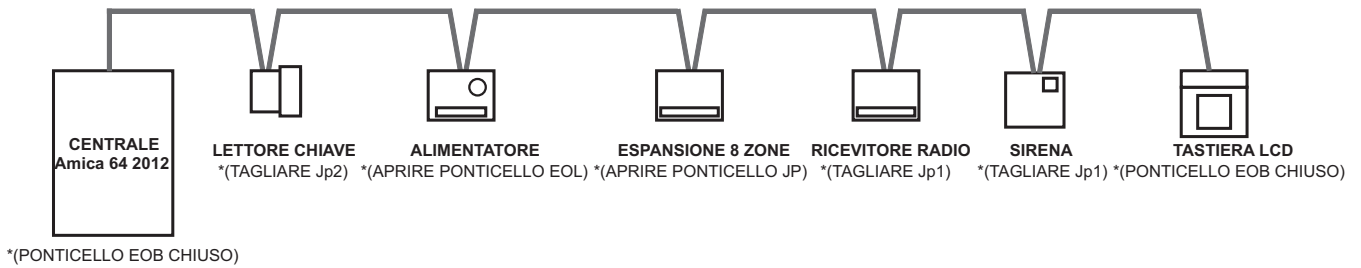 CENTRALE
Amica 64 2012
*(PONTICELLO EOB CHIUSO)
LETTORE CHIAVE
*(TAGLIARE Jp2)
ALIMENTATORE
*(APRIRE PONTICELLO EOL)
ESPANSIONE 8 ZONE
*(APRIRE PONTICELLO JP)
RICEVITORE RADIO
*(TAGLIARE Jp1)
SIRENA
*(TAGLIARE Jp1)
TASTIERA LCD
*(PONTICELLO EOB CHIUSO)